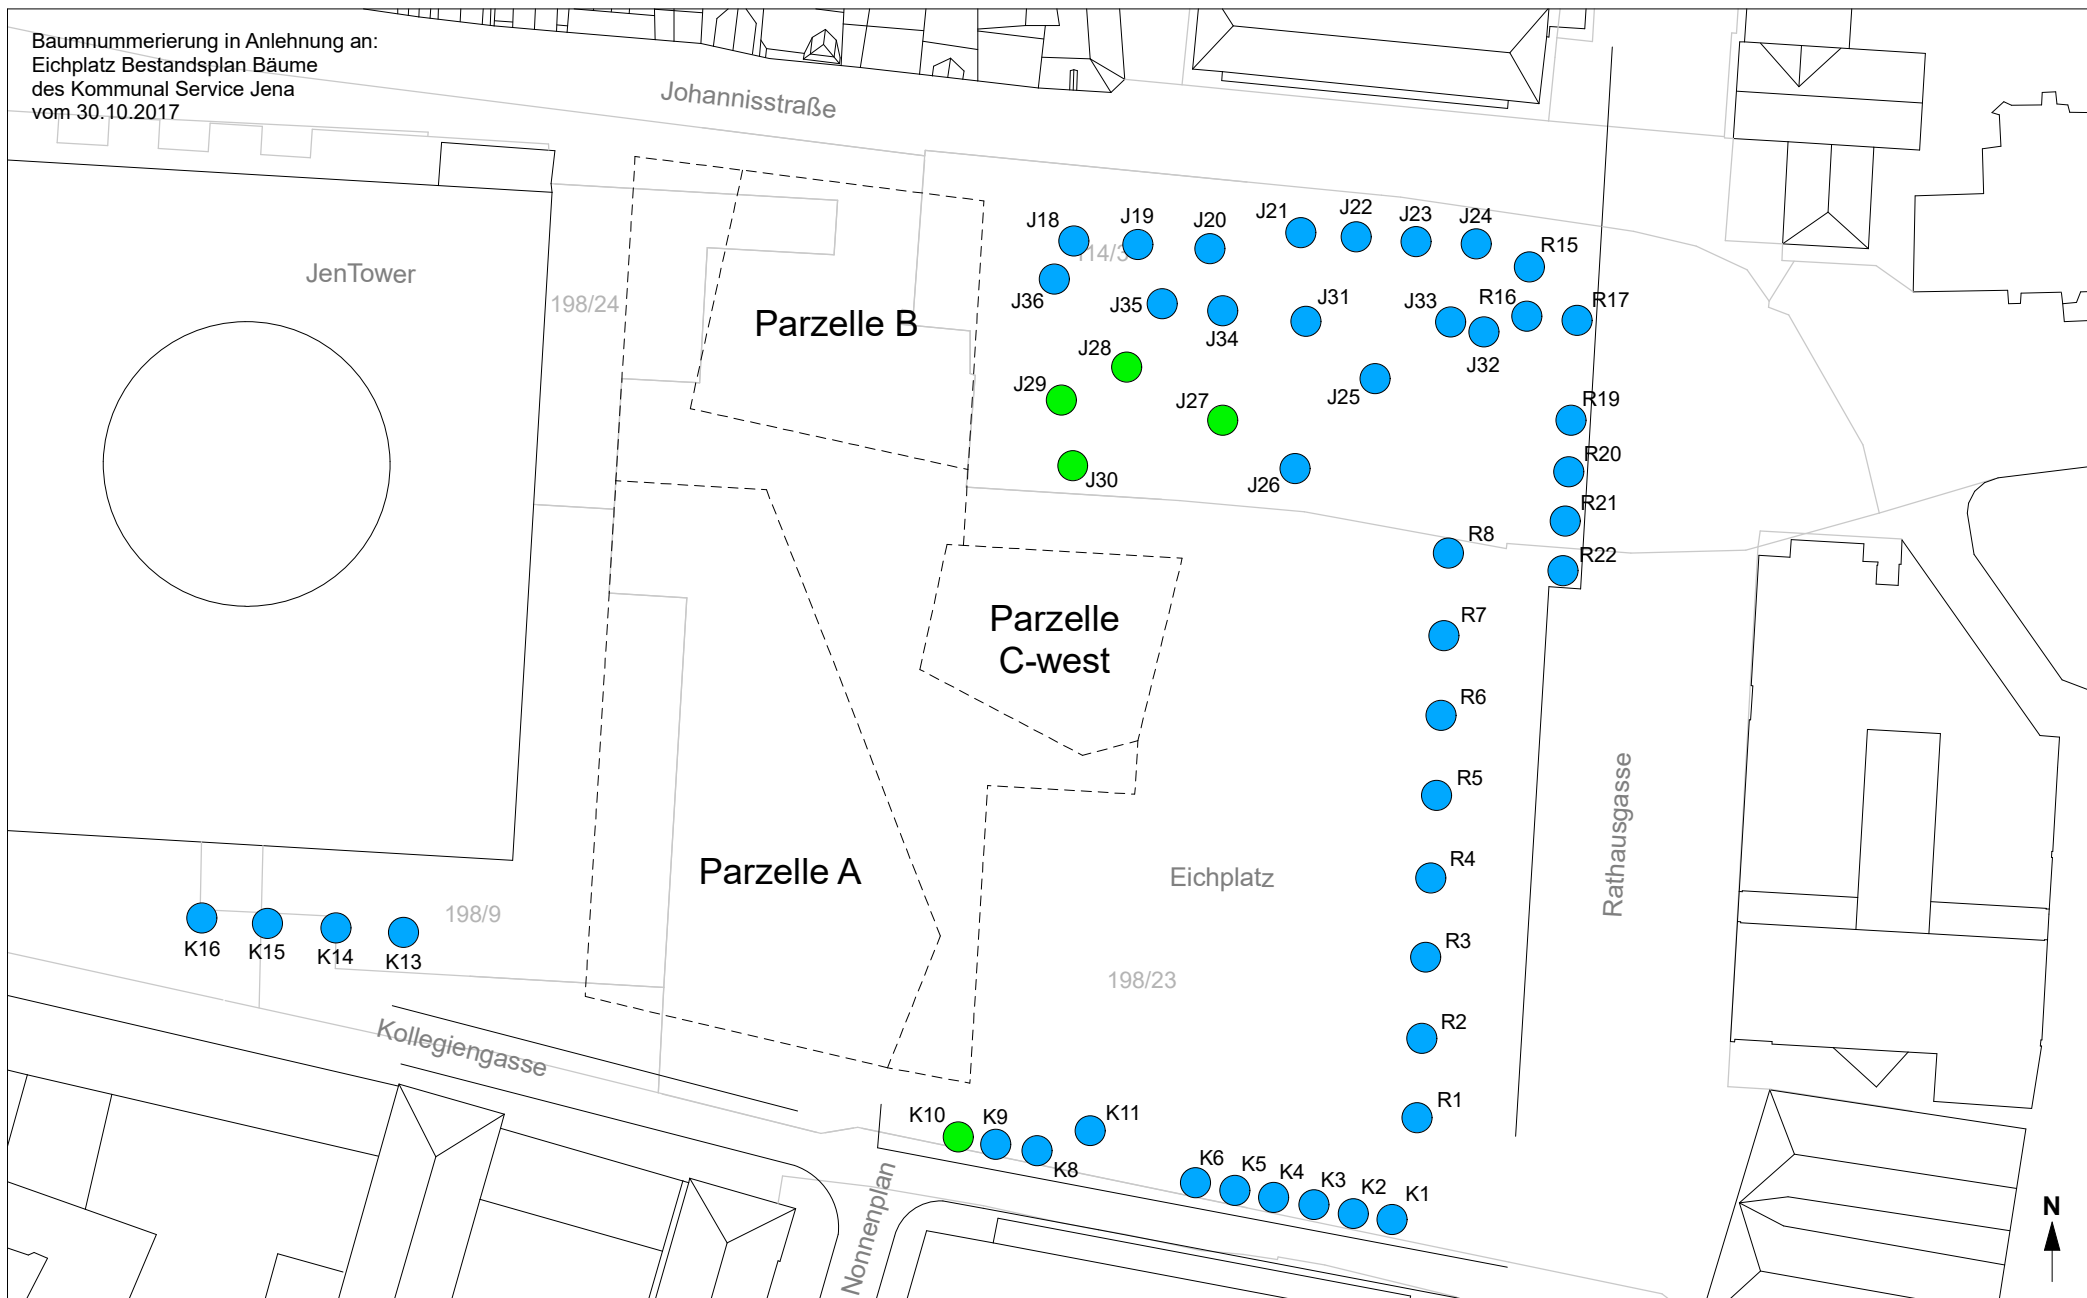 Baumnummerierung in Anlehnung an:
Eichplatz Bestandsplan Bäume
des Kommunal Service Jena
vom 30.10.2017
Johannisstraße
J18
J19
J20
J21
J22
J23
J24
R15
114/3
JenTower
198/24
J36
J35
J34
J31
J33
R16
R17
J32
Parzelle B
J28
J29
J27
J25
R19
J30
J26
R20
R21
R8
R22
Parzelle
C-west
R7
R6
R5
Rathausgasse
Parzelle A
Eichplatz
R4
198/9
K16
K15
K14
K13
R3
198/23
Kollegiengasse
R2
K10
K9
K11
R1
K8
K6
K5
K4
K3
K2
K1
Nonnenplan
N